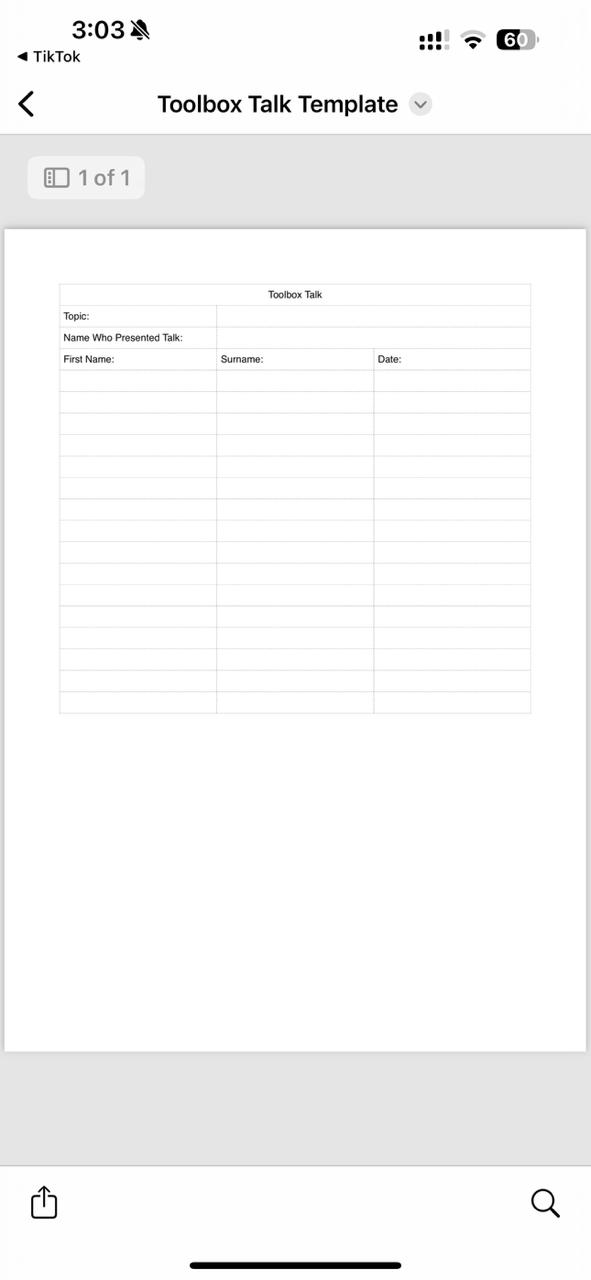 3:03
60
◀ TikTok
Toolbox Talk Template
1 of 1
Toolbox Talk
Topic:
Name Who Presented Talk:
First Name: Surname: Date: